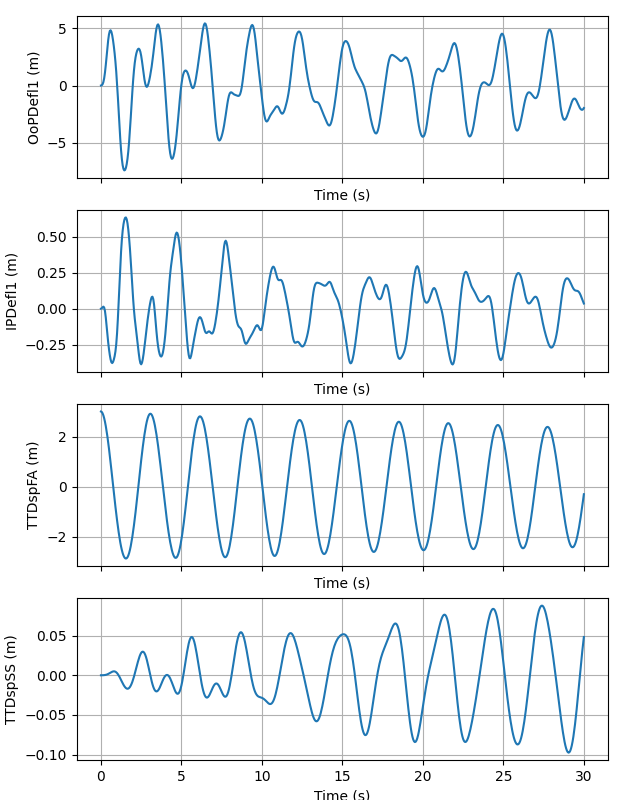 5
0
−5
OoPDefl1 (m)
Time (s)
0.50
0.25
0.00
−0.25
IPDefl1 (m)
Time (s)
2
0
−2
TTDspFA (m)
Time (s)
0.05
0.00
−0.05
−0.10
TTDspSS (m)
0 5 10 15 20 25 30
Time (s)